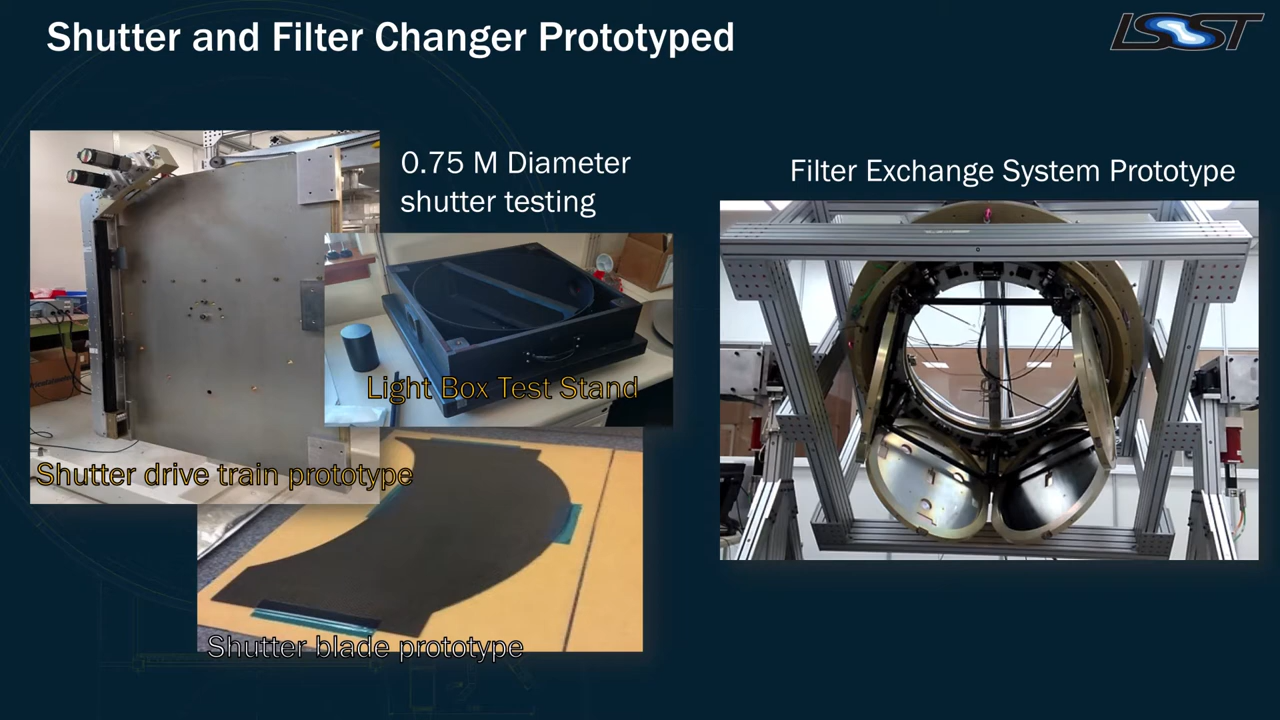 Shutter and Filter Changer Prototyped
LSST
0.75 M Diameter
shutter testing
Filter Exchange System Prototype
Light Box Test Stand
Shutter drive train prototype
Shutter blade prototype